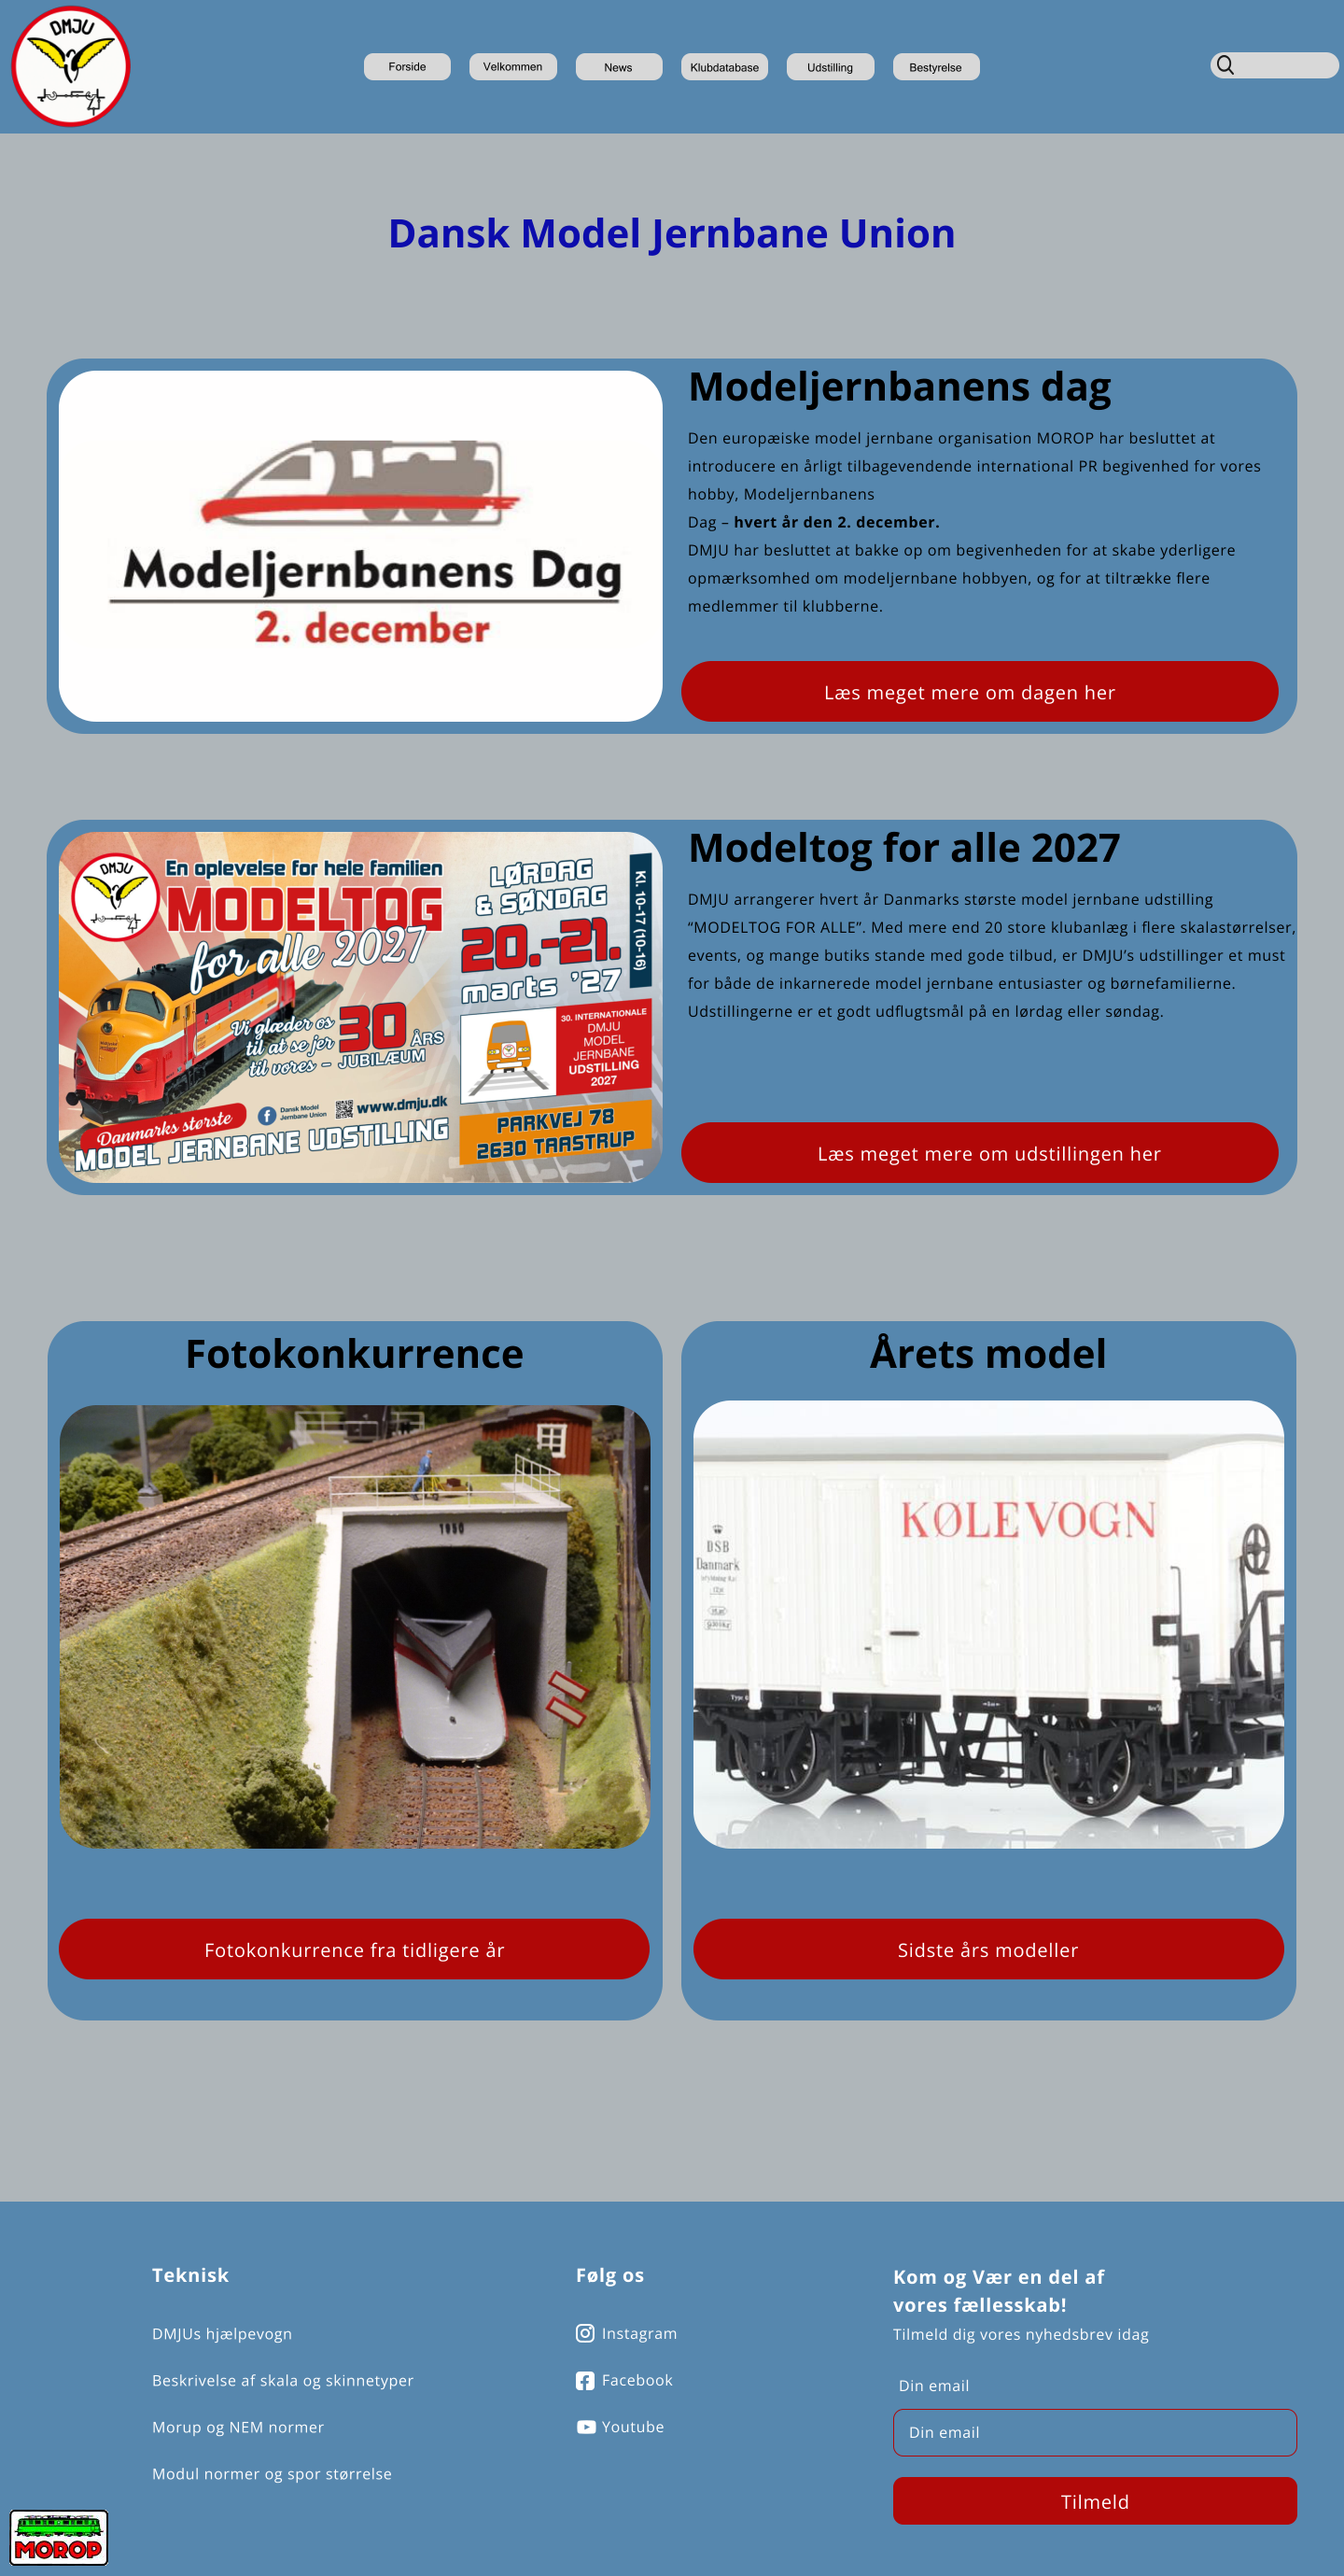 DMJU
Forside
Velkommen
News
Klubdatabase
Udstilling
Bestyrelse
Dansk Model Jernbane Union
Modeljernbanens Dag
2. december
Modeljernbanens dag
Den europæiske model jernbane organisation MOROP har besluttet at
introducere en årligt tilbagevendende international PR begivenhed for vores
hobby, Modeljernbanens
Dag – hvert år den 2. december.
DMJU har besluttet at bakke op om begivenheden for at skabe yderligere
opmærksomhed om modeljernbane hobbyen, og for at tiltrække flere
medlemmer til klubberne.
Læs meget mere om dagen her
DMJU
En oplevelse for hele familien
MODELTOG
for alle 2027
Vi glæder os
til at se jer
til vores –
30
ÅRS
JUBILÆUM
Danmarks største
MODEL JERNBANE UDSTILLING
Dansk Model
Jernbane Union
www.dmju.dk
LØRDAG
& SØNDAG
20.-21.
marts '27
Kl. 10-17 (10-16)
30. INTERNATIONALE
DMJU
MODEL
JERNBANE
UDSTILLING
2027
PARKVEJ 78
2630 TAASTRUP
Modeltog for alle 2027
DMJU arrangerer hvert år Danmarks største model jernbane udstilling
“MODELTOG FOR ALLE”. Med mere end 20 store klubanlæg i flere skalastørrelser,
events, og mange butiks stande med gode tilbud, er DMJU’s udstillinger et must
for både de inkarnerede model jernbane entusiaster og børnefamilierne.
Udstillingerne er et godt udflugtsmål på en lørdag eller søndag.
Læs meget mere om udstillingen her
Fotokonkurrence
1950
Fotokonkurrence fra tidligere år
Årets model
KØLEVOGN
DSB
Danmark
Sidste års modeller
Teknisk
DMJUs hjælpevogn
Beskrivelse af skala og skinnetyper
Morup og NEM normer
Modul normer og spor størrelse
MOROP
Følg os
Instagram
Facebook
Youtube
Kom og Vær en del af
vores fællesskab!
Tilmeld dig vores nyhedsbrev idag
Din email
Din email
Tilmeld